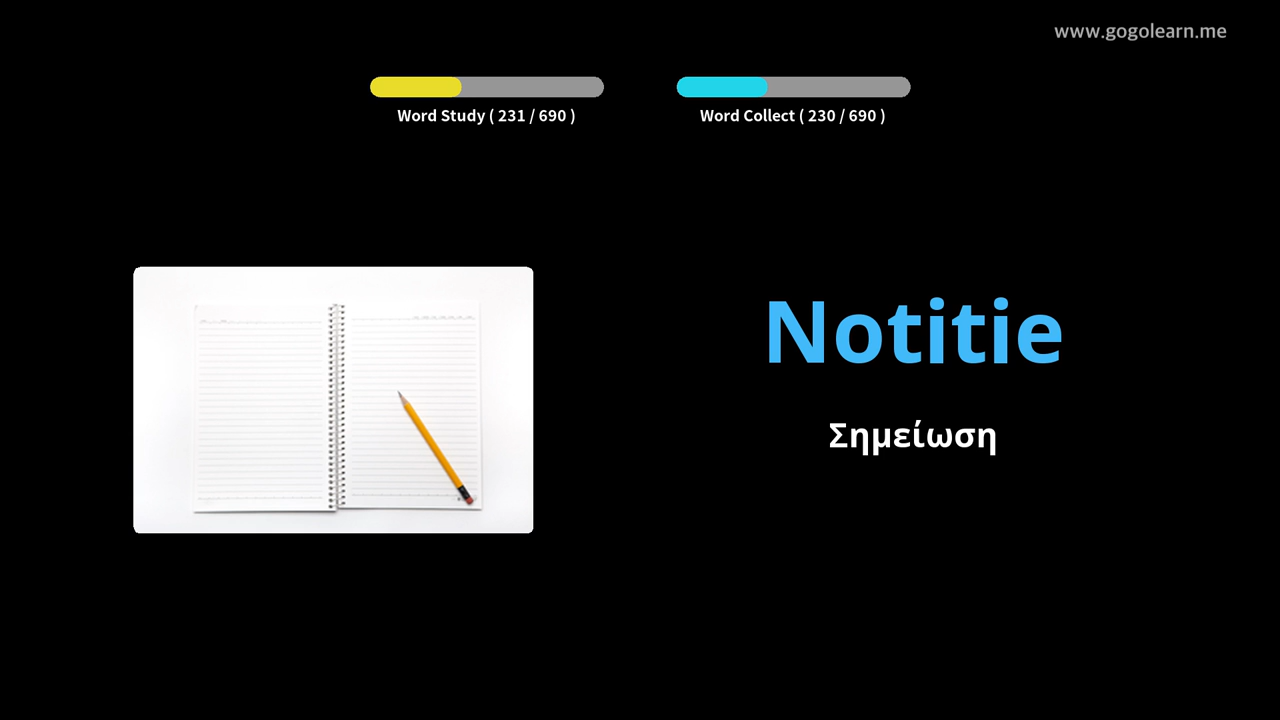 www.gogolearn.me
Word Study ( 231 / 690 )
Word Collect ( 230 / 690 )
Notitie
Σημείωση